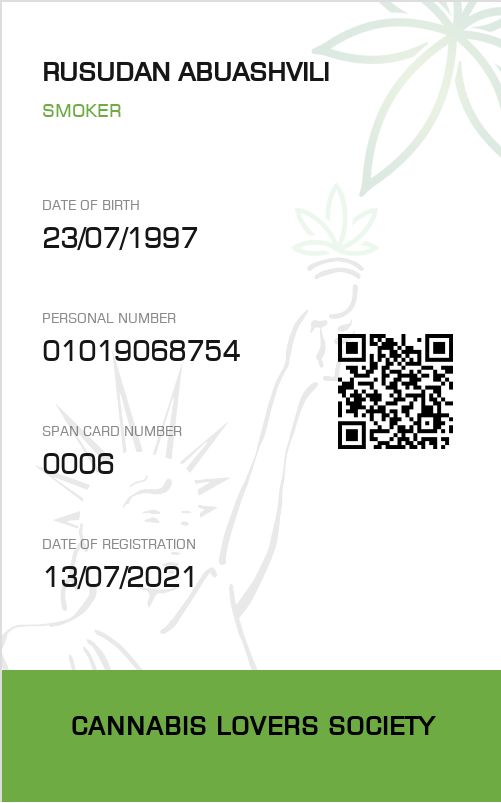 RUSUDAN ABUASHVILI
SMOKER
DATE OF BIRTH
23/07/1997
PERSONAL NUMBER
01019068754
SPAN CARD NUMBER
0006
DATE OF REGISTRATION
13/07/2021
CANNABIS LOVERS SOCIETY